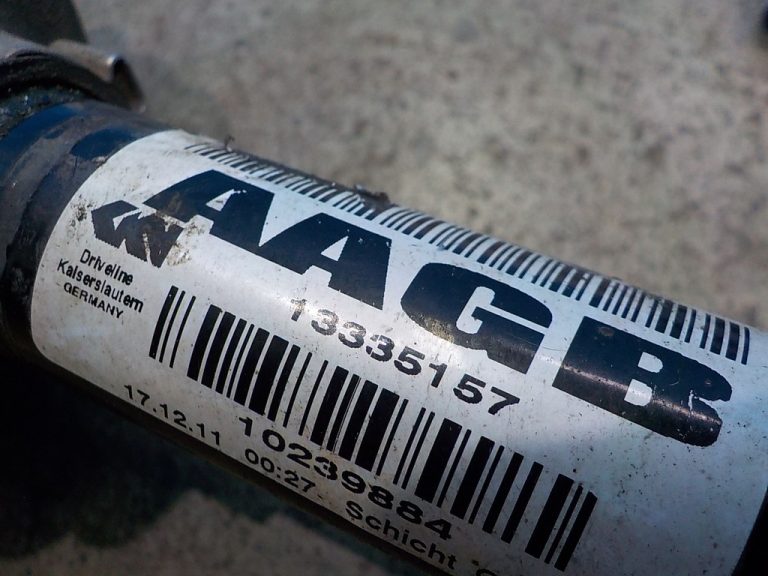 AAGB
Driveline
Kaiserslautern
GERMANY
13335157
10239884
17.12.11 00:27. Schicht